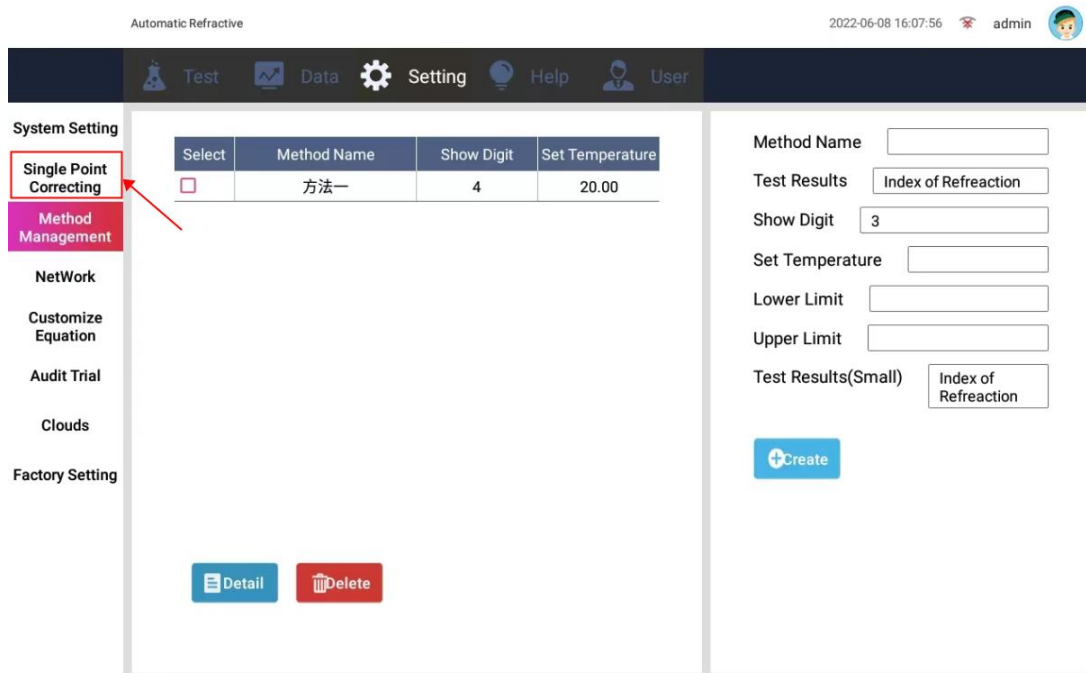 Automatic Refractive
2022-06-08 16:07:56
admin
Test
Data
Setting
Help
User
System Setting
Single Point
Correcting
Method
Management
NetWork
Customize
Equation
Audit Trial
Clouds
Factory Setting
Select Method Name Show Digit Set Temperature
方法一 4 20.00
Detail
Delete
Method Name
Test Results Index of Refreaction
Show Digit 3
Set Temperature
Lower Limit
Upper Limit
Test Results(Small) Index of
Refreaction
Create